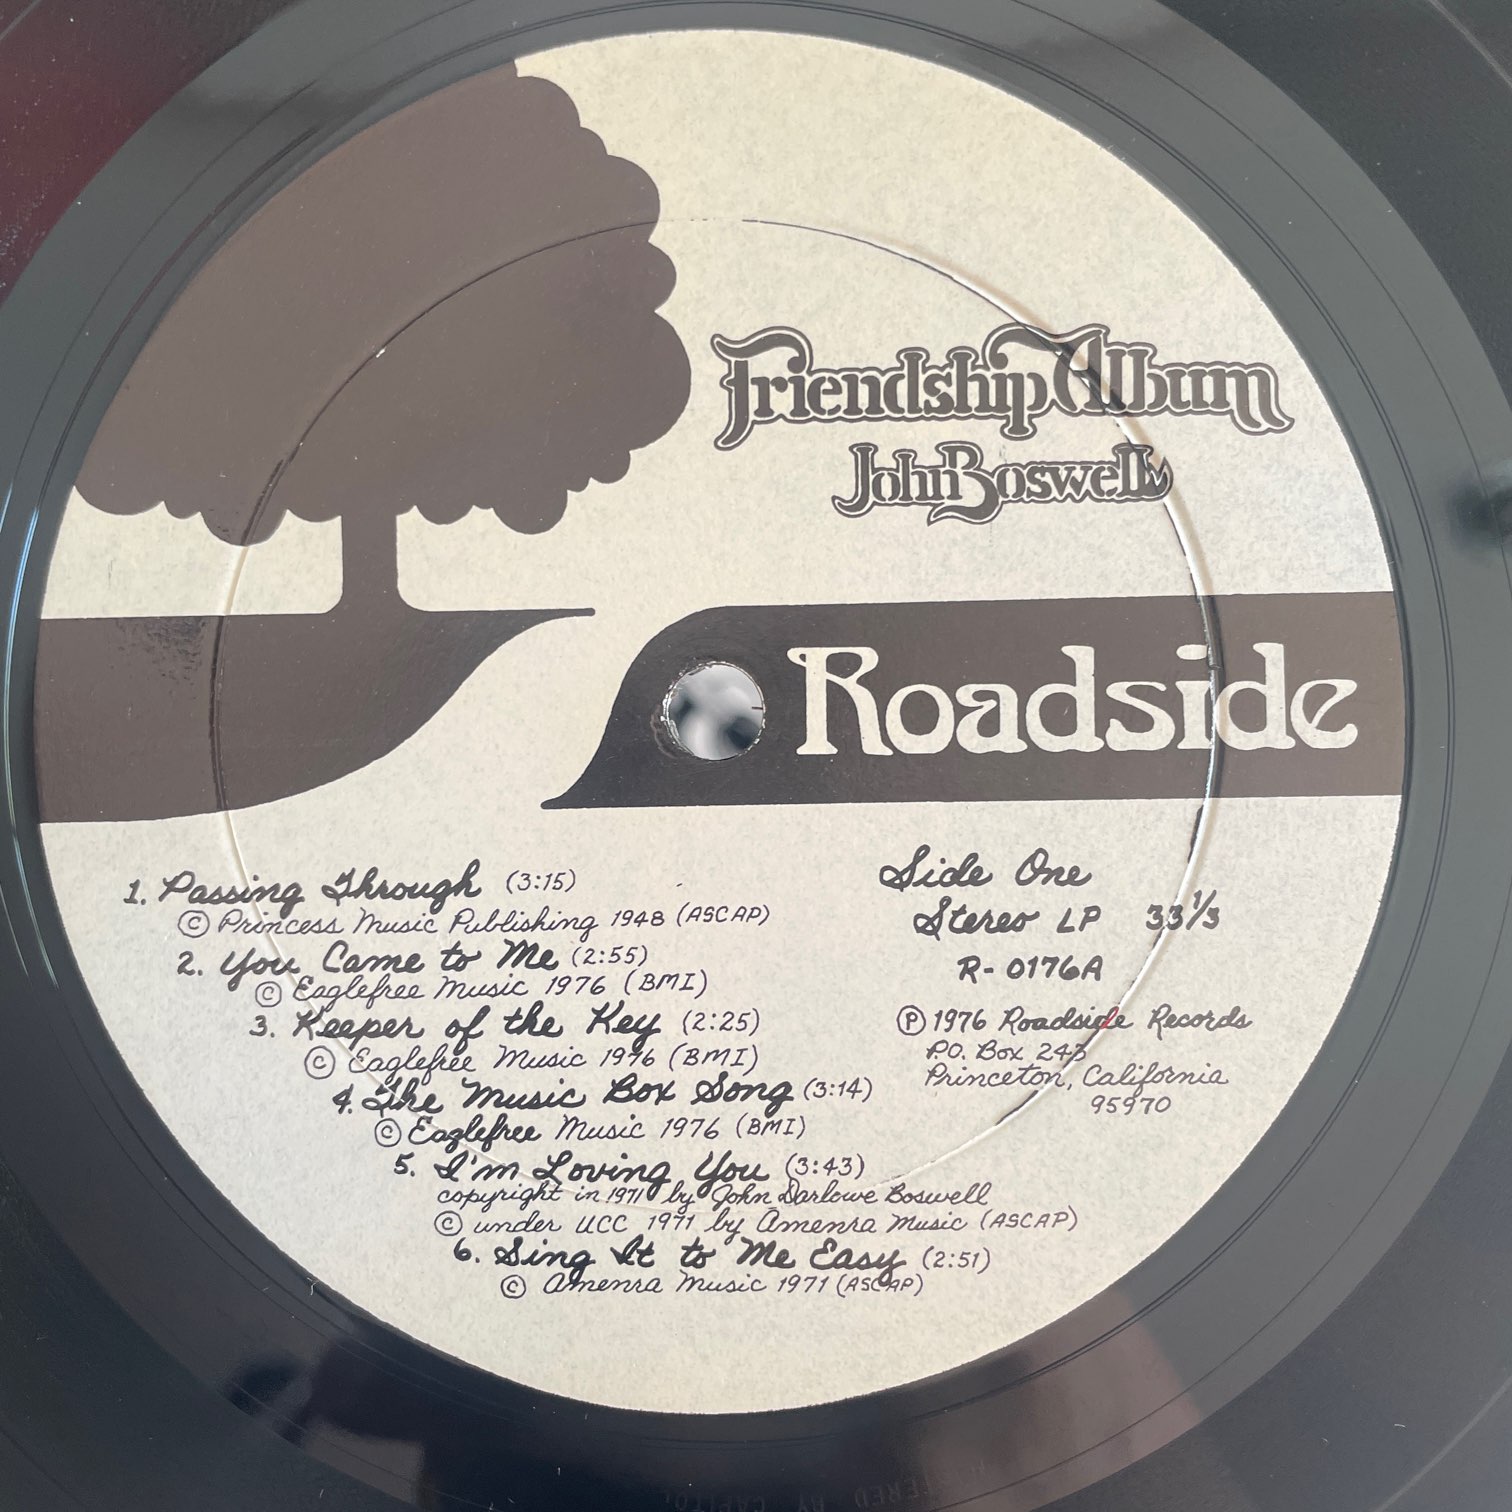 Friendship Album
John Boswell
Roadside
1. Passing Through (3:15)
© Princess Music Publishing 1948 (ASCAP)
2. You Came to Me (2:55)
© Eaglefree Music 1976 (BMI)
3. Keeper of the Key (2:25)
© Eaglefree Music 1976 (BMI)
4. The Music Box Song (3:14)
© Eaglefree Music 1976 (BMI)
5. I'm Loving You (3:43)
copyright in 1971 by John Darlowe Boswell
© under UCC 1971 by Amenra Music (ASCAP)
6. Sing It to Me Easy (2:51)
© Amenra Music 1971 (ASCAP)
Side One
Stereo LP 33⅓
R-0176A
℗ 1976 Roadside Records
P.O. Box 243
Princeton, California
95970
BY CAPITOL